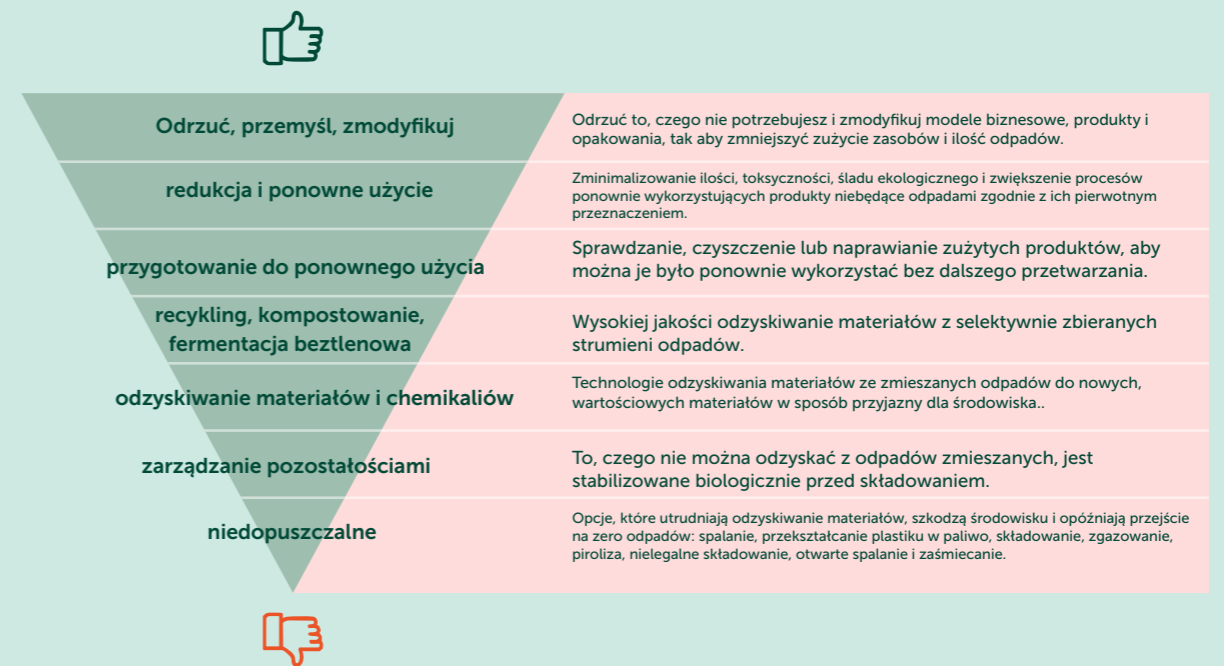 Odrzuć, przemyśl, zmodyfikuj
Odrzuć to, czego nie potrzebujesz i zmodyfikuj modele biznesowe, produkty i
opakowania, tak aby zmniejszyć zużycie zasobów i ilość odpadów.
redukcja i ponowne użycie
Zminimalizowanie ilości, toksyczności, śladu ekologicznego i zwiększenie procesów
ponownie wykorzystujących produkty niebędące odpadami zgodnie z ich pierwotnym
przeznaczeniem.
przygotowanie do ponownego użycia
Sprawdzanie, czyszczenie lub naprawianie zużytych produktów, aby
można je było ponownie wykorzystać bez dalszego przetwarzania.
recykling, kompostowanie,
fermentacja beztlenowa
Wysokiej jakości odzyskiwanie materiałów z selektywnie zbieranych
strumieni odpadów.
odzyskiwanie materiałów i chemikaliów
Technologie odzyskiwania materiałów ze zmieszanych odpadów do nowych,
wartościowych materiałów w sposób przyjazny dla środowiska..
zarządzanie pozostałościami
To, czego nie można odzyskać z odpadów zmieszanych, jest
stabilizowane biologicznie przed składowaniem.
niedopuszczalne
Opcje, które utrudniają odzyskiwanie materiałów, szkodzą środowisku i opóźniają przejście
na zero odpadów: spalanie, przekształcanie plastiku w paliwo, składowanie, zgazowanie,
piroliza, nielegalne składowanie, otwarte spalanie i zaśmiecanie.